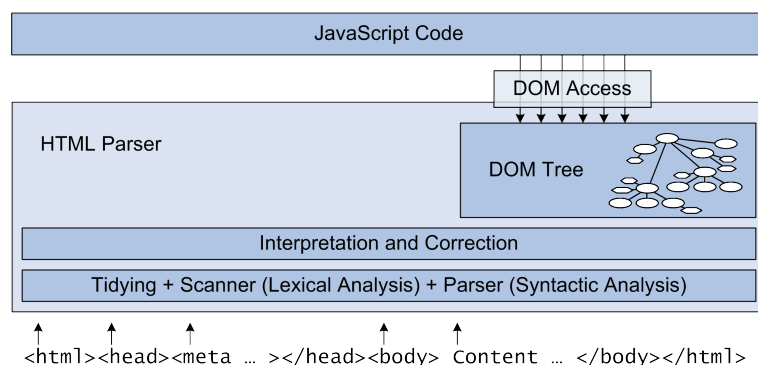 JavaScript Code
DOM Access
HTML Parser
DOM Tree
Interpretation and Correction
Tidying + Scanner (Lexical Analysis) + Parser (Syntactic Analysis)
<html><head><meta … ></head><body> Content … </body></html>